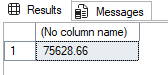 Results Messages
(No column name)
1 75628.66